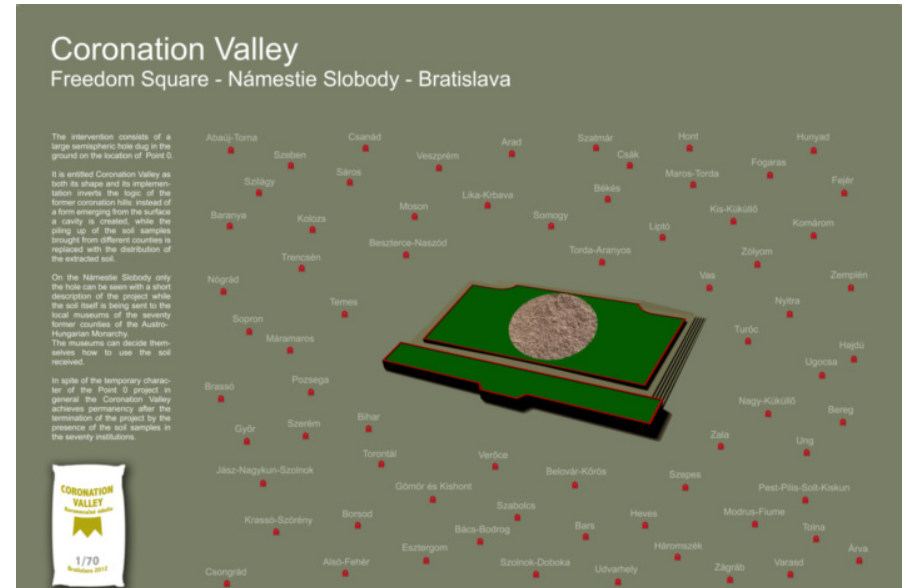 Coronation Valley
Freedom Square - Námestie Slobody - Bratislava
The intervention consists of a
large semispheric hole dug in the
ground on the location of Point 0.
It is entitled Coronation Valley as
both its shape and its implemen-
tation inverts the logic of the
former coronation hills: instead of
a form emerging from the surface
a cavity is created, while the
piling up of the soil samples
brought from different counties is
replaced with the distribution of
the extracted soil.
On the Námestie Slobody only
the hole can be seen with a short
description of the project while
the soil itself is being sent to the
local museums of the seventy
former counties of the Austro-
Hungarian Monarchy.
The museums can decide them-
selves how to use the soil
received.
In spite of the temporary charac-
ter of the Point 0 project in
general the Coronation Valley
achieves permanency after the
termination of the project by the
presence of the soil samples in
the seventy institutions.
Abaúj-Torna
Csanád
Arad
Szatmár
Hont
Hunyad
Szeben
Veszprém
Csák
Fogaras
Szilágy
Sáros
Lika-Krbava
Békés
Maros-Torda
Fejér
Baranya
Kolozs
Moson
Somogy
Liptó
Kis-Küküllő
Komárom
Trencsén
Beszterce-Naszód
Torda-Aranyos
Zólyom
Nógrád
Vas
Zemplén
Temes
Nyitra
Sopron
Máramaros
Turóc
Hajdú
Ugocsa
Brassó
Pozsega
Nagy-Küküllő
Bereg
Győr
Szerém
Bihar
Zala
Ung
Torontál
Verőce
Jász-Nagykun-Szolnok
Belovár-Kőrös
Szepes
Gömör és Kishont
Pest-Pilis-Solt-Kiskun
Szabolcs
Krassó-Szörény
Borsod
Bács-Bodrog
Bars
Heves
Modrus-Fiume
Tolna
Esztergom
Háromszék
Csongrád
Alsó-Fehér
Szolnok-Doboka
Udvarhely
Zágráb
Varasd
Árva
CORONATION
VALLEY
1/70
Bratislava 2012